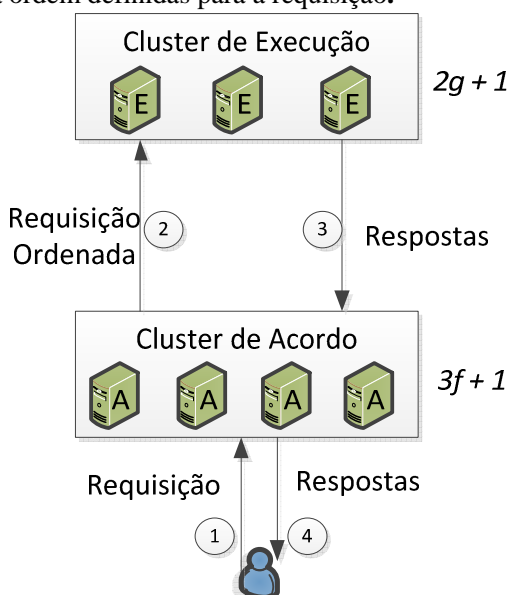 ordem definidas para a requisição.
Cluster de Execução
E E E
2g + 1
Requisição
Ordenada
2
3
Respostas
Cluster de Acordo
A A A A
3f + 1
Requisição
Respostas
1
4